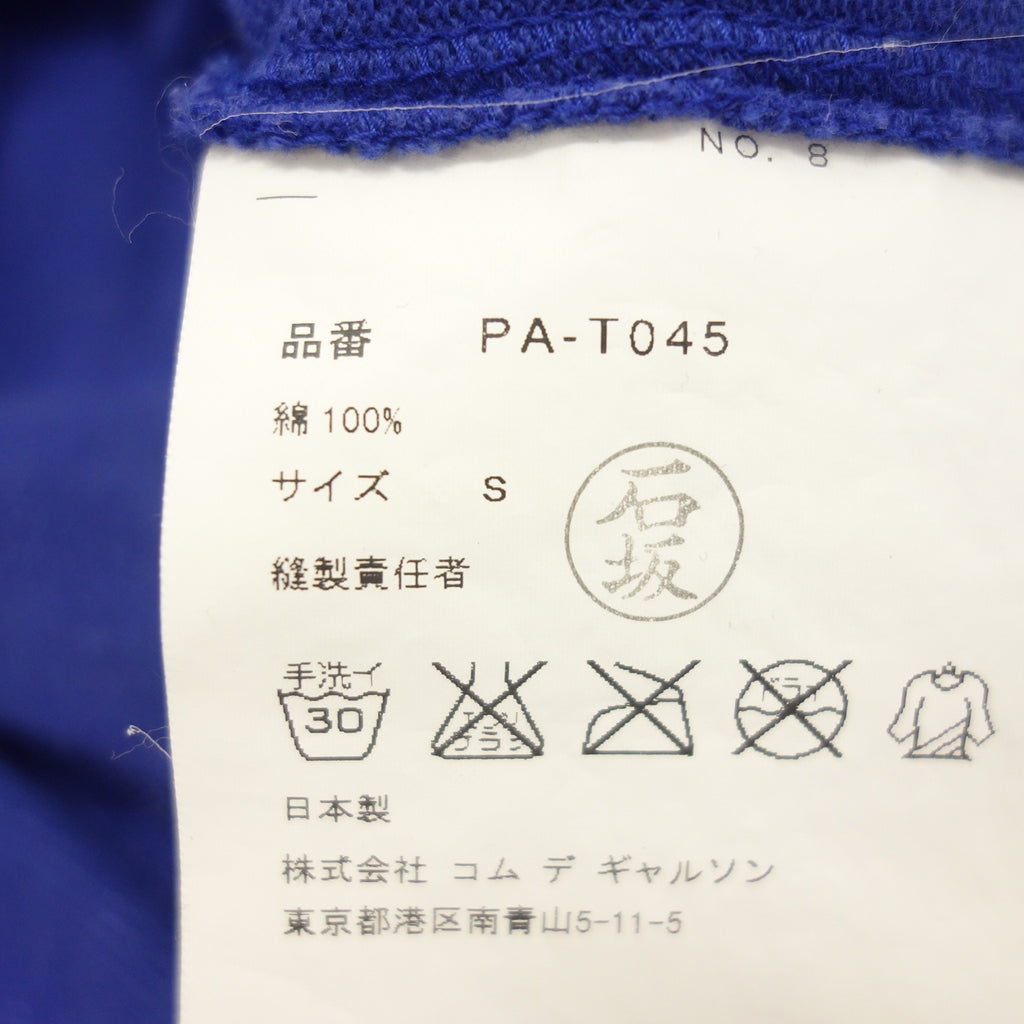 NO. 8
品番 PA-T045
綿 100%
サイズ S
石坂
縫製責任者
手洗イ
30
エンソ
フラシ
ドライ
日本製
株式会社 コム デ ギャルソン
東京都港区南青山5-11-5